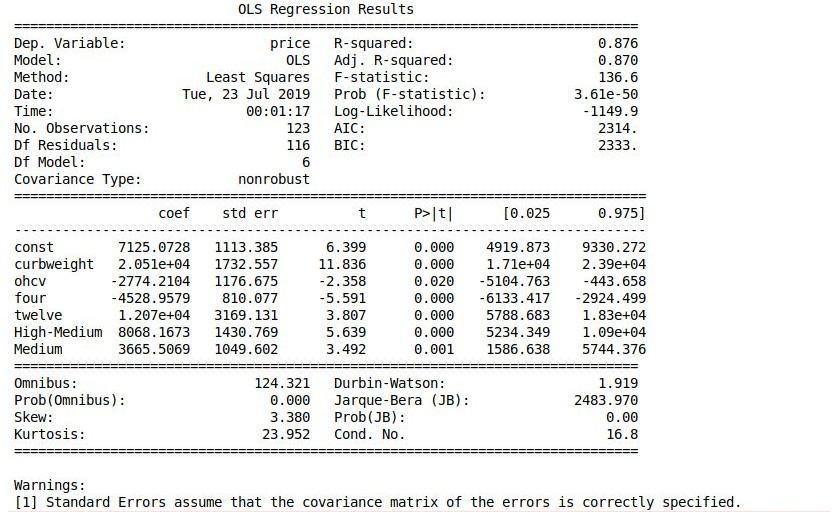 OLS Regression Results
==============================================================================
Dep. Variable: price R-squared: 0.876
Model: OLS Adj. R-squared: 0.870
Method: Least Squares F-statistic: 136.6
Date: Tue, 23 Jul 2019 Prob (F-statistic): 3.61e-50
Time: 00:01:17 Log-Likelihood: -1149.9
No. Observations: 123 AIC: 2314.
Df Residuals: 116 BIC: 2333.
Df Model: 6
Covariance Type: nonrobust
===============================================================================
coef std err t P>|t| [0.025 0.975]
-------------------------------------------------------------------------------
const 7125.0728 1113.385 6.399 0.000 4919.873 9330.272
curbweight 2.051e+04 1732.557 11.836 0.000 1.71e+04 2.39e+04
ohcv -2774.2104 1176.675 -2.358 0.020 -5104.763 -443.658
four -4528.9579 810.077 -5.591 0.000 -6133.417 -2924.499
twelve 1.207e+04 3169.131 3.807 0.000 5788.683 1.83e+04
High-Medium 8068.1673 1430.769 5.639 0.000 5234.349 1.09e+04
Medium 3665.5069 1049.602 3.492 0.001 1586.638 5744.376
==============================================================================
Omnibus: 124.321 Durbin-Watson: 1.919
Prob(Omnibus): 0.000 Jarque-Bera (JB): 2483.970
Skew: 3.380 Prob(JB): 0.00
Kurtosis: 23.952 Cond. No. 16.8
==============================================================================
Warnings:
[1] Standard Errors assume that the covariance matrix of the errors is correctly specified.